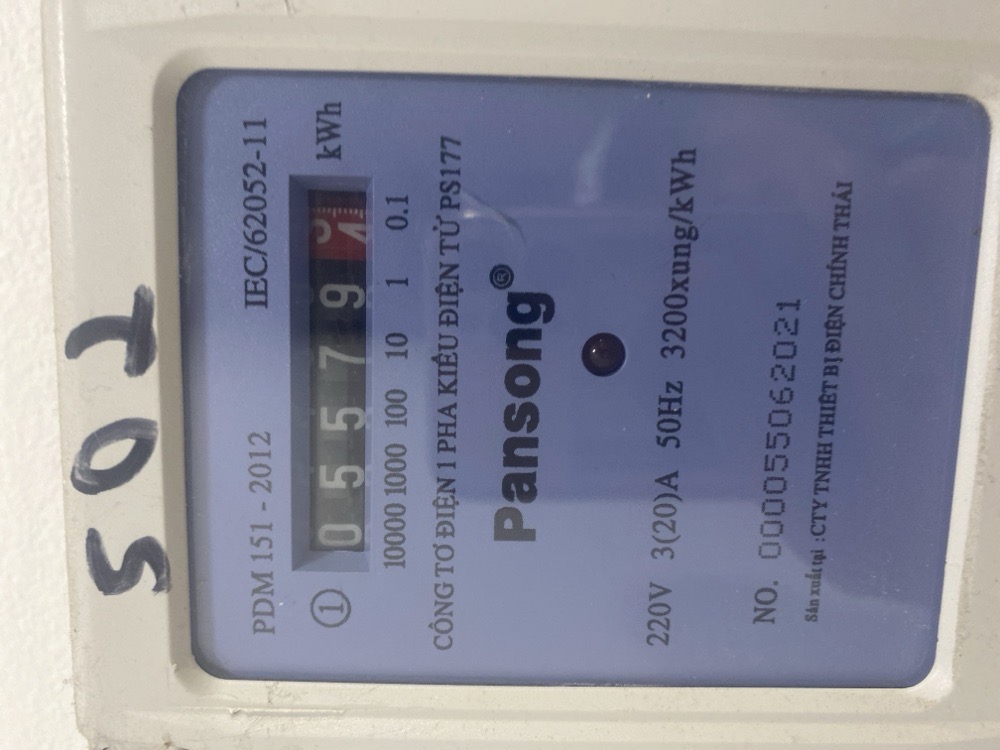 502
PDM 151 - 2012 IEC/62052-11
1 0 5 5 7 9 kWh
10000 1000 100 10 1 0.1
CÔNG TƠ ĐIỆN 1 PHA KIỂU ĐIỆN TỬ PS177
Pansong®
220V 3(20)A 50Hz 3200xung/kWh
NO. 000055062021
Sản xuất tại : CTY TNHH THIẾT BỊ ĐIỆN CHÍNH THÁI